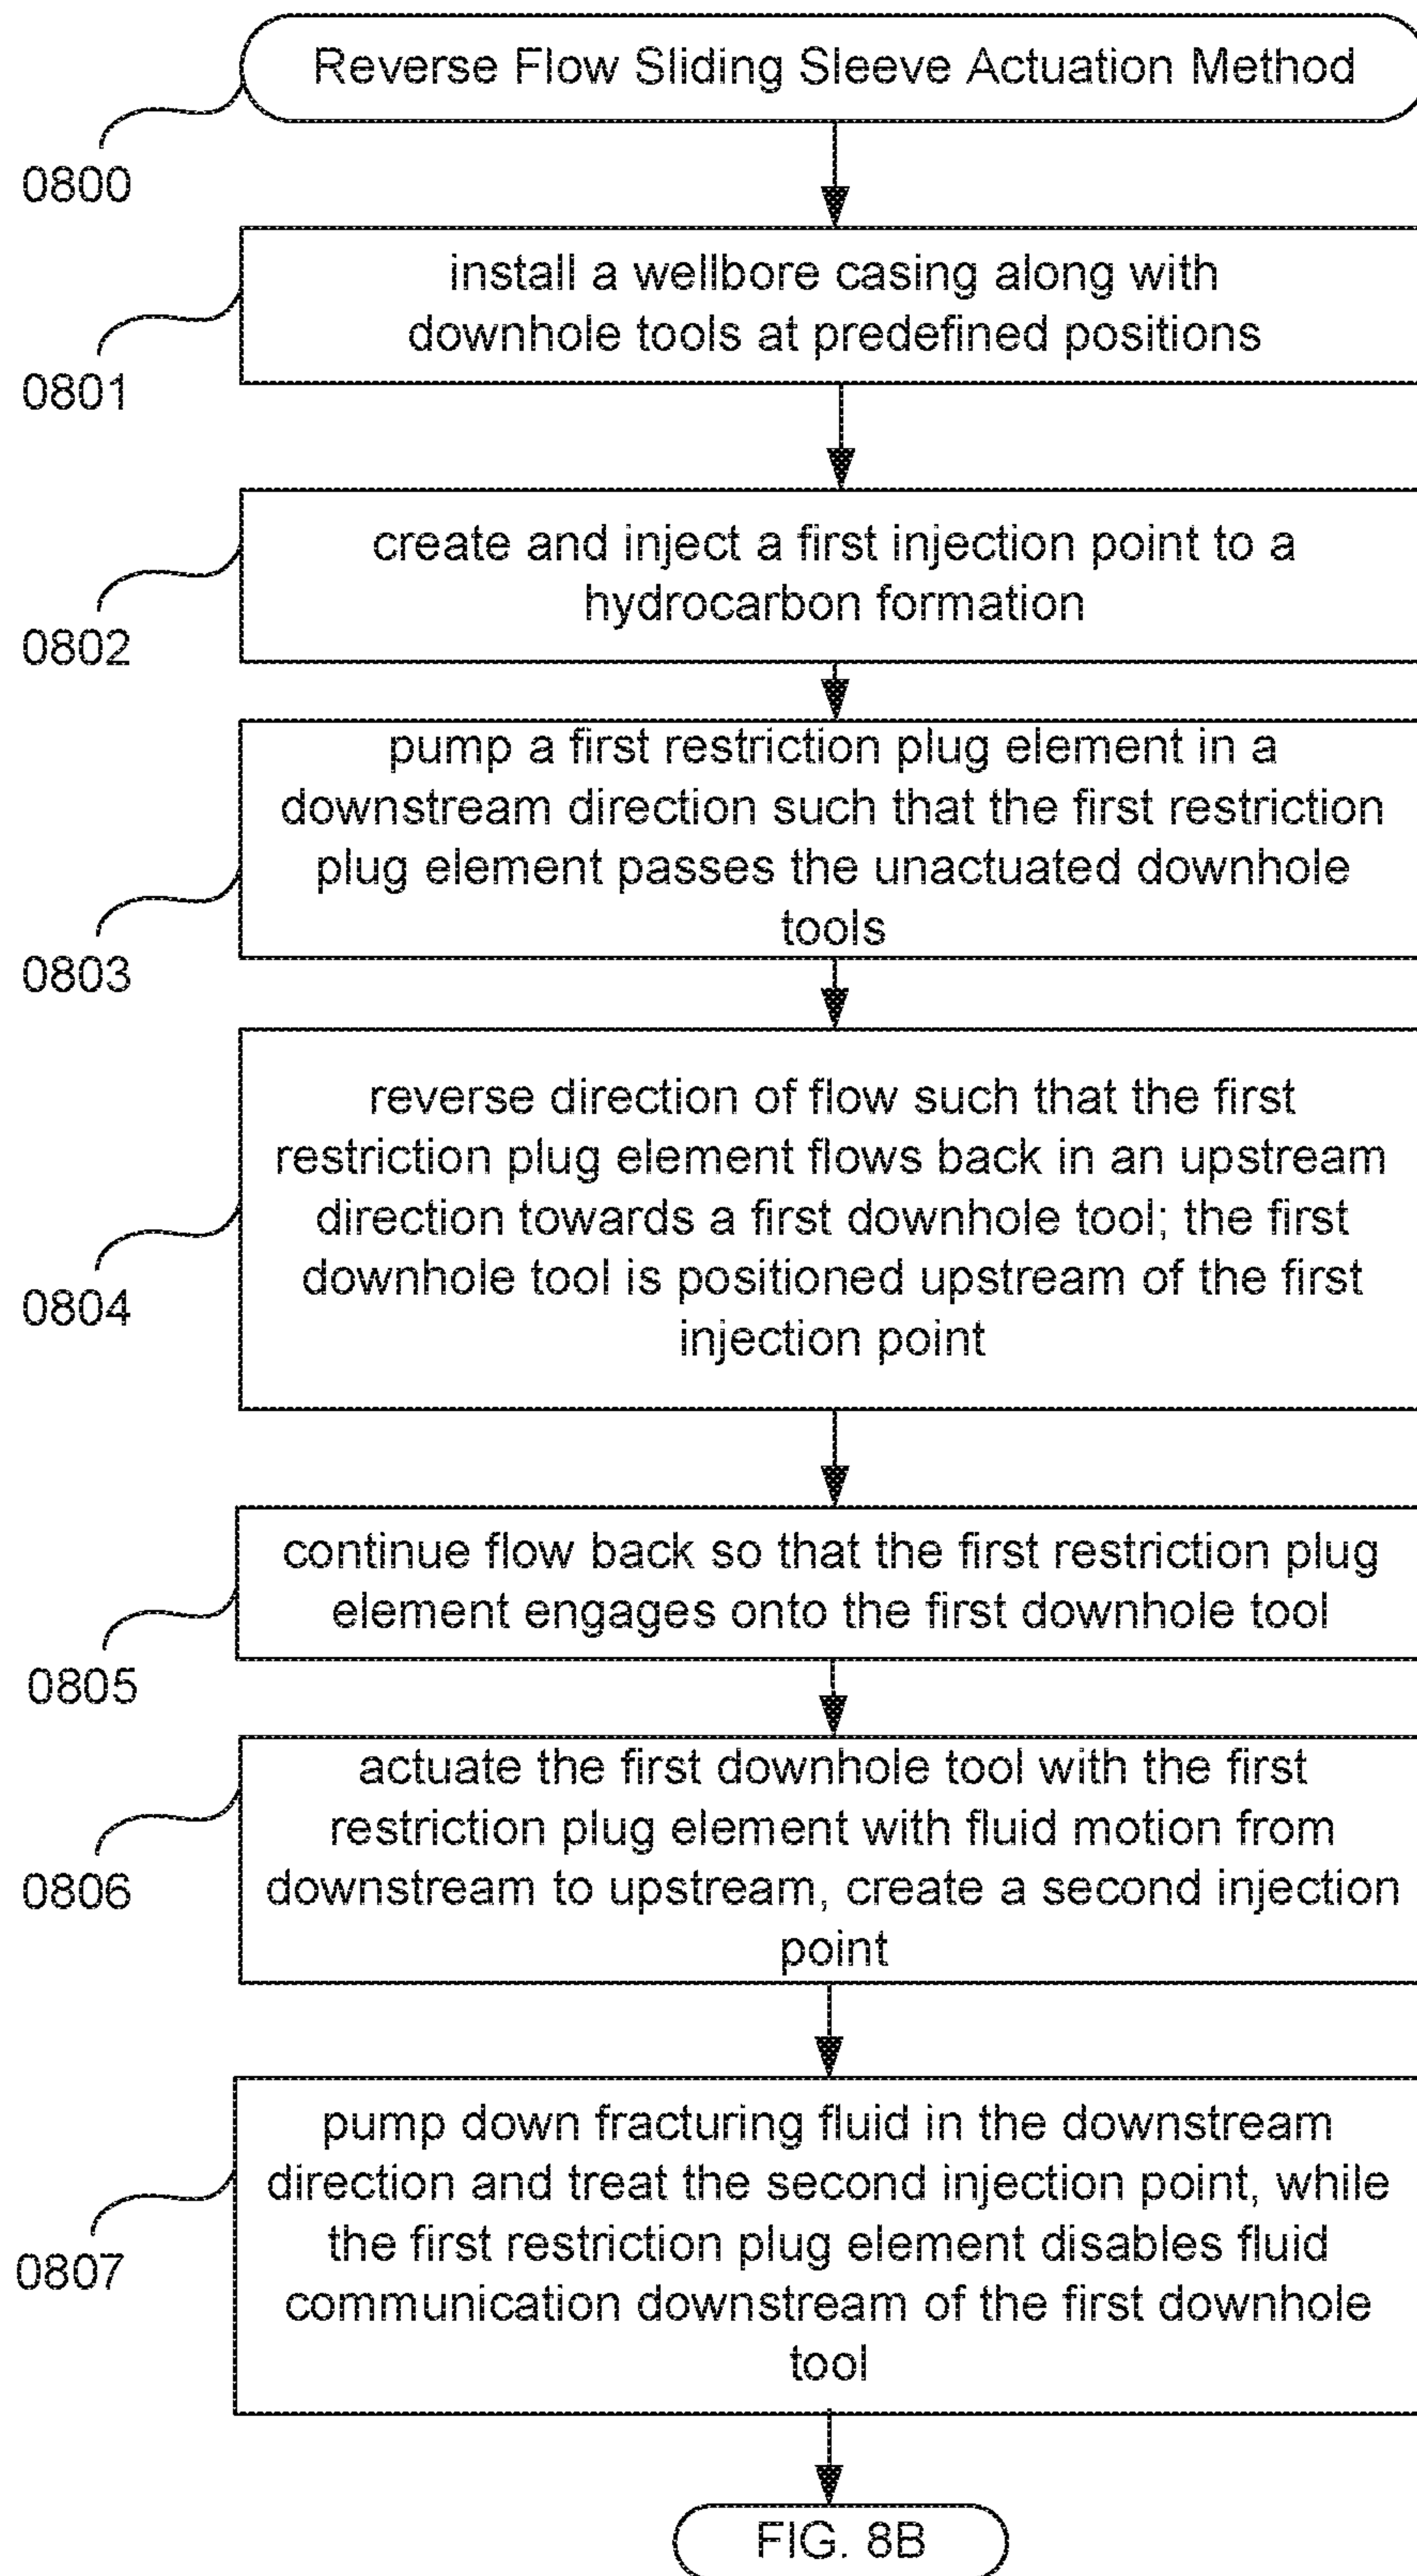 Reverse Flow Sliding Sleeve Actuation Method
0800
install a wellbore casing along with
downhole tools at predefined positions
0801
create and inject a first injection point to a
hydrocarbon formation
0802
pump a first restriction plug element in a
downstream direction such that the first restriction
plug element passes the unactuated downhole
tools
0803
reverse direction of flow such that the first
restriction plug element flows back in an upstream
direction towards a first downhole tool; the first
downhole tool is positioned upstream of the first
injection point
0804
continue flow back so that the first restriction plug
element engages onto the first downhole tool
0805
actuate the first downhole tool with the first
restriction plug element with fluid motion from
downstream to upstream, create a second injection
point
0806
pump down fracturing fluid in the downstream
direction and treat the second injection point, while
the first restriction plug element disables fluid
communication downstream of the first downhole
tool
0807
FIG. 8B